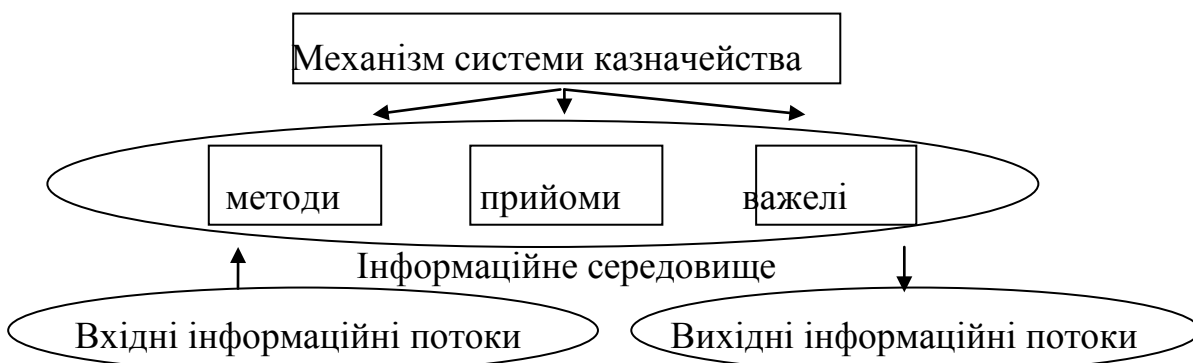 Механізм системи казначейства
методи прийоми важелі
Інформаційне середовище
Вхідні інформаційні потоки Вихідні інформаційні потоки